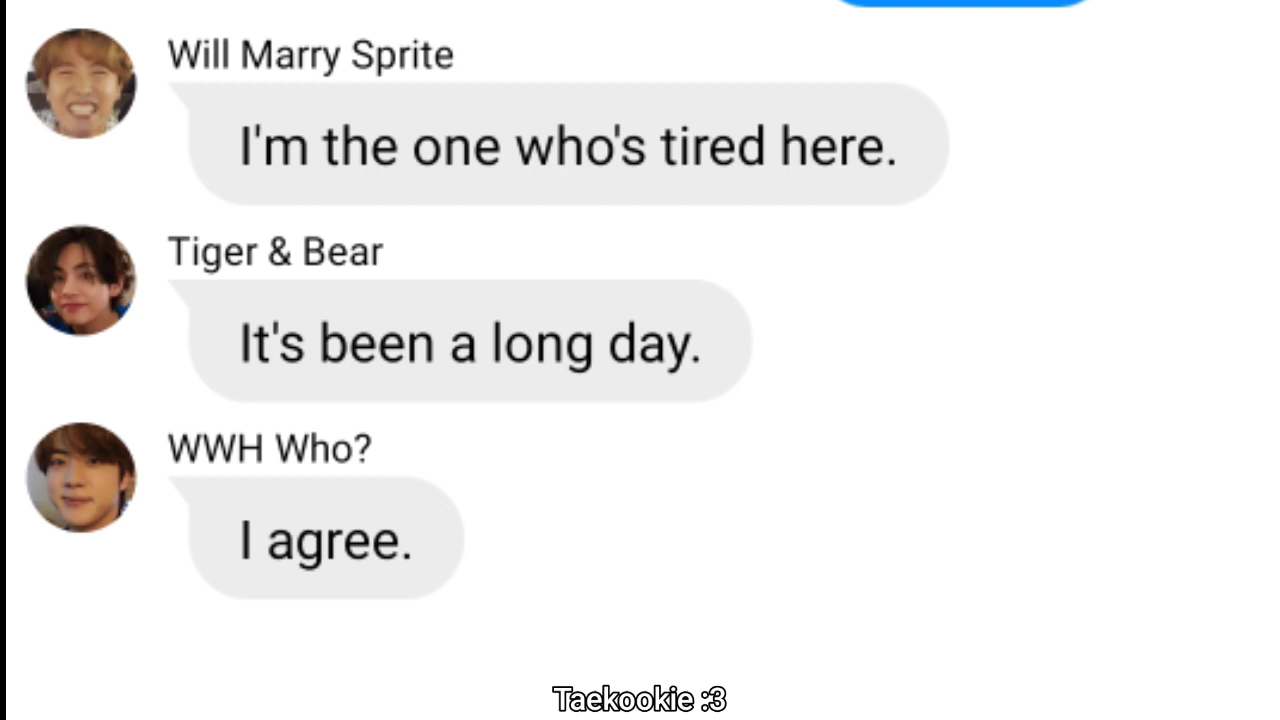 Will Marry Sprite
I'm the one who's tired here.
Tiger & Bear
It's been a long day.
WWH Who?
I agree.
Taekookie :3